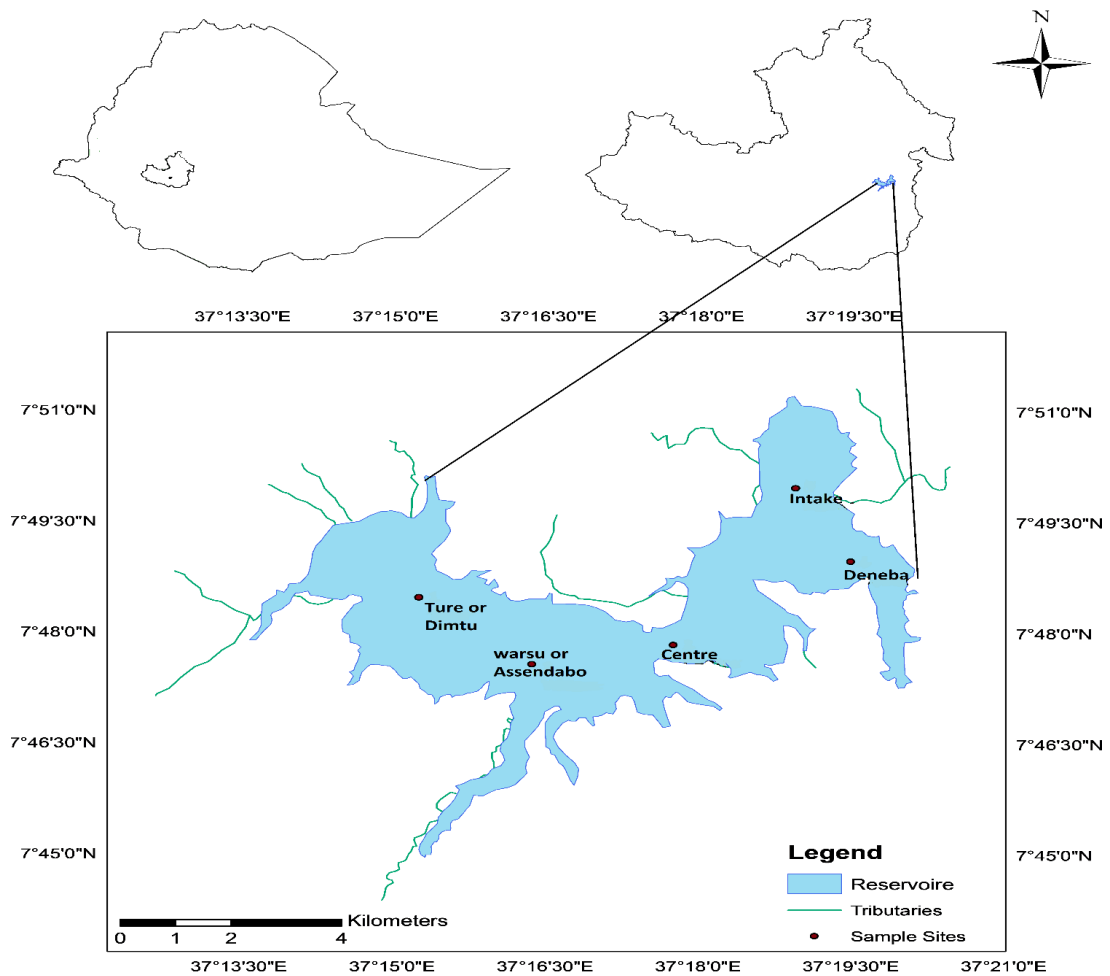 N
37°13'30"E 37°15'0"E 37°16'30"E 37°18'0"E 37°19'30"E
7°51'0"N
7°51'0"N
Intake
7°49'30"N
7°49'30"N
Deneba
Ture or
Dimtu
7°48'0"N
7°48'0"N
warsu or
Assendabo
Centre
7°46'30"N
7°46'30"N
7°45'0"N
7°45'0"N
Legend
Reservoire
Tributaries
Sample Sites
Kilometers
0 1 2 4
37°13'30"E 37°15'0"E 37°16'30"E 37°18'0"E 37°19'30"E 37°21'0"E